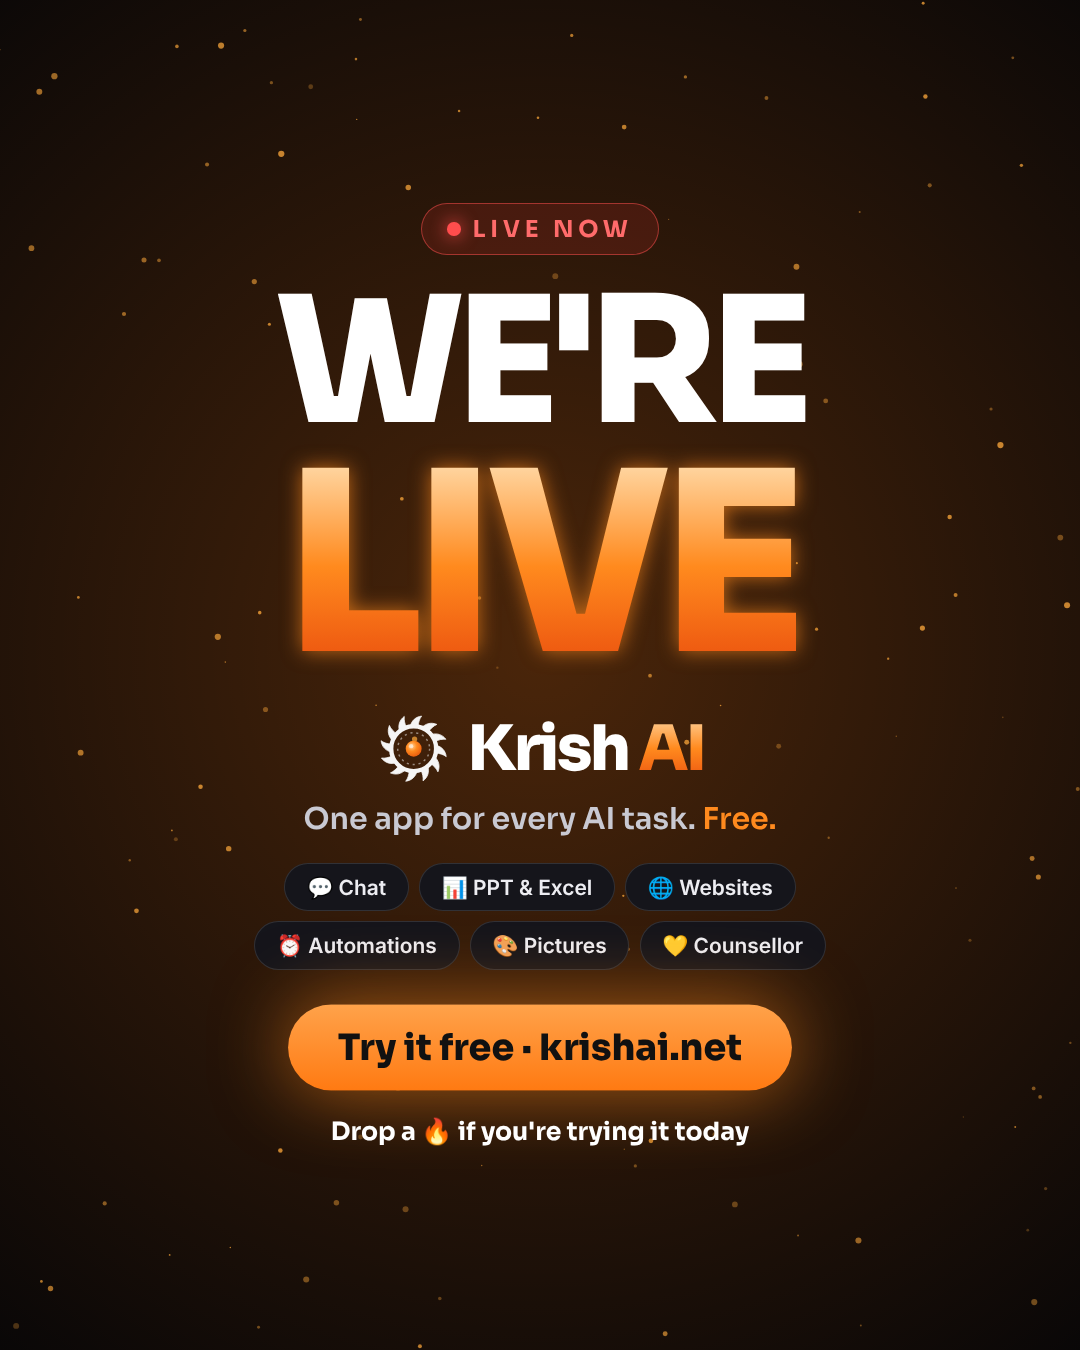 LIVE NOW
WE'RE
LIVE
Krish AI
One app for every AI task. Free.
💬 Chat 📊 PPT & Excel 🌐 Websites
⏰ Automations 🎨 Pictures 💛 Counsellor
Try it free · krishai.net
Drop a 🔥 if you're trying it today